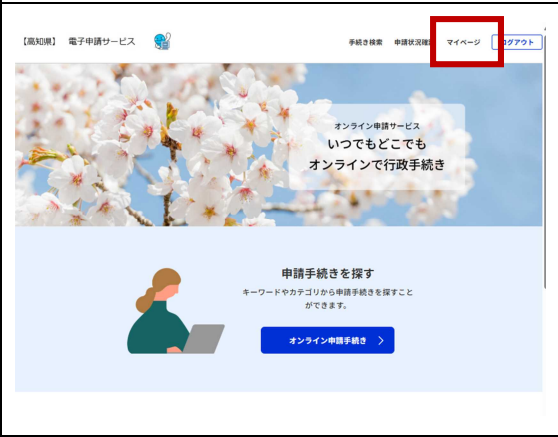 【高知県】 電子申請サービス 手続き検索 申請状況確認 マイページ ログアウト
オンライン申請サービス
いつでもどこでも
オンラインで行政手続き
申請手続きを探す
キーワードやカテゴリから申請手続きを探すこと
ができます。
オンライン申請手続き